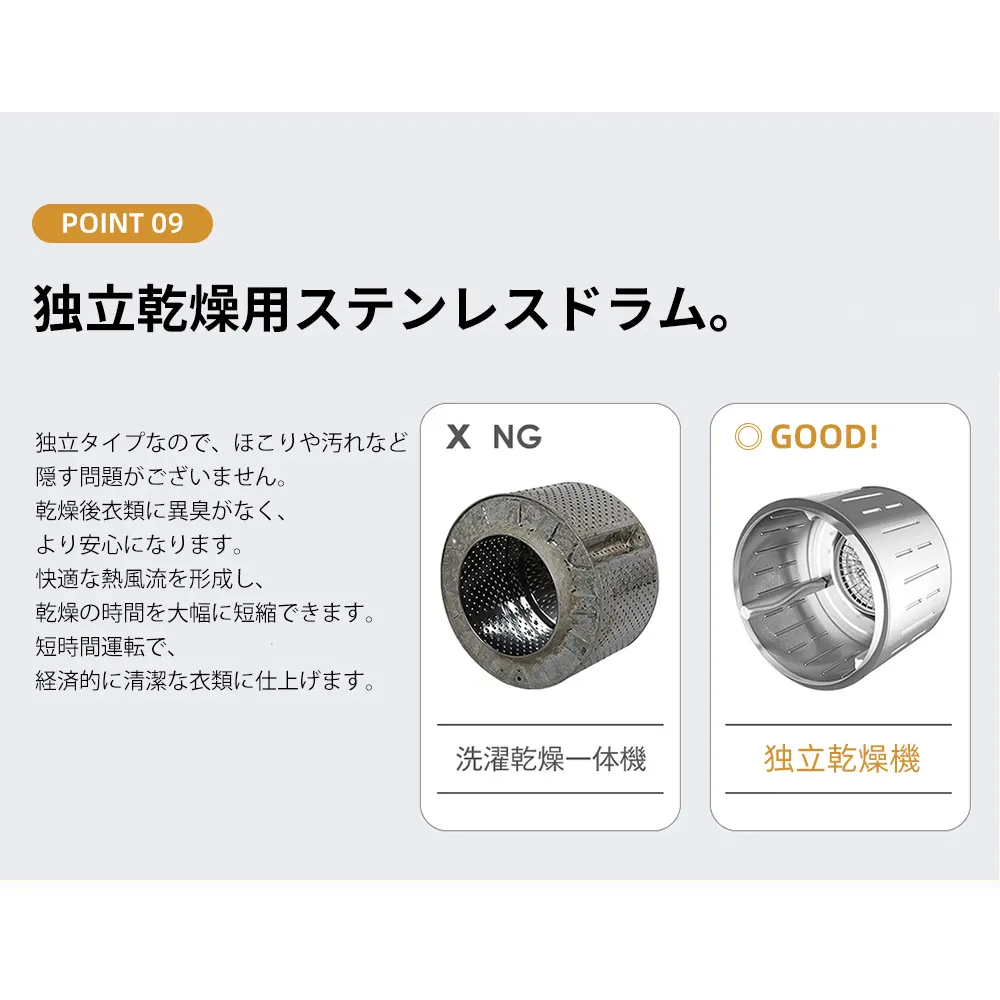 POINT 09
独立乾燥用ステンレスドラム。
独立タイプなので、ほこりや汚れなど
隠す問題がございません。
乾燥後衣類に異臭がなく、
より安心になります。
快適な熱風流を形成し、
乾燥の時間を大幅に短縮できます。
短時間運転で、
経済的に清潔な衣類に仕上げます。
X NG
洗濯乾燥一体機
◎ GOOD!
独立乾燥機